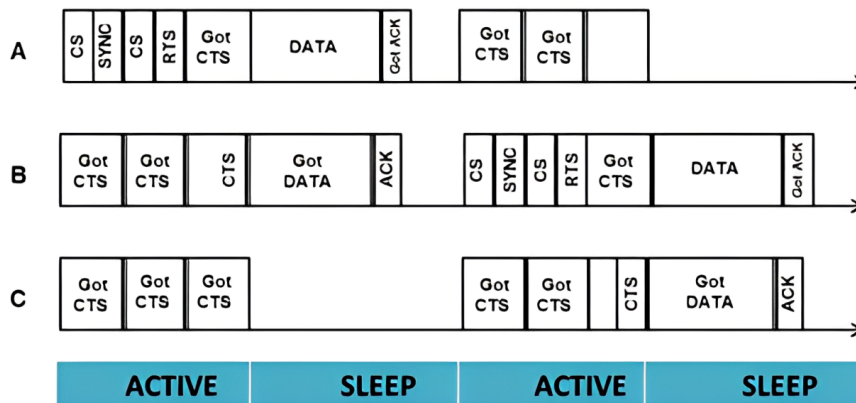 A CS SYNC CS RTS Got CTS DATA Got ACK Got CTS Got CTS
B Got CTS Got CTS CTS Got DATA ACK CS SYNC CS RTS Got CTS DATA Got ACK
C Got CTS Got CTS Got CTS Got CTS Got CTS CTS Got DATA ACK
ACTIVE SLEEP ACTIVE SLEEP